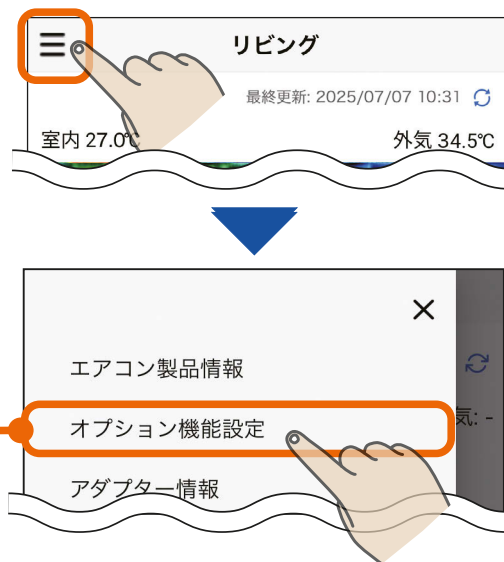 リビング
最終更新: 2025/07/07 10:31
室内 27.0℃
外気 34.5℃
エアコン製品情報
気: -
オプション機能設定
アダプター情報